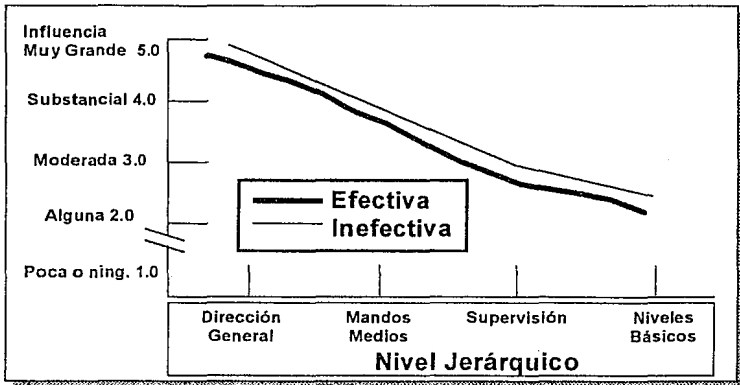 Influencia
Muy Grande 5.0
Substancial 4.0
Moderada 3.0
Alguna 2.0
Poca o ning. 1.0
Efectiva
Inefectiva
Dirección General
Mandos Medios
Supervisión
Niveles Básicos
Nivel Jerárquico